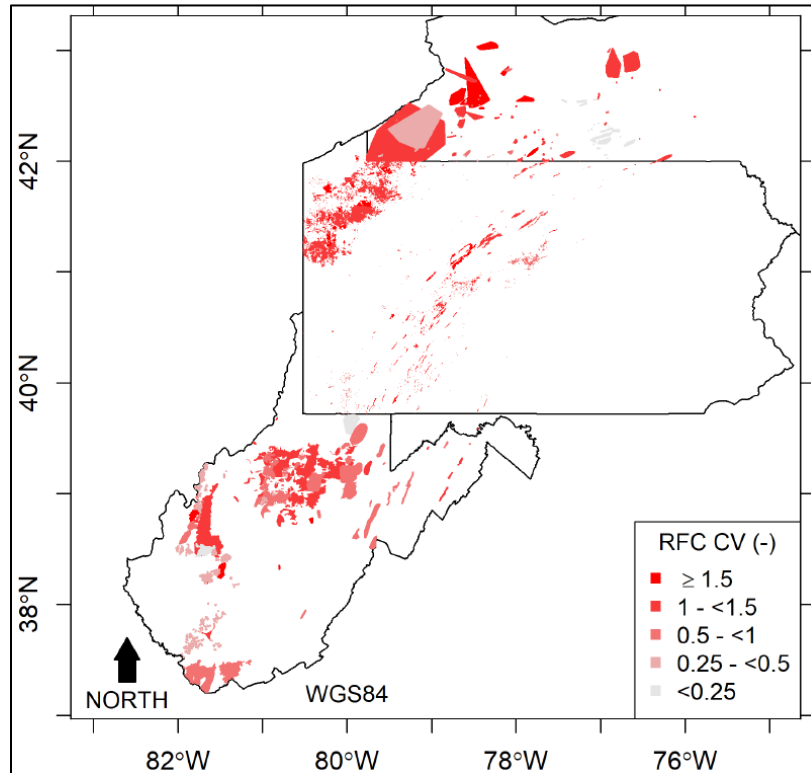 42°N
40°N
38°N
RFC CV (-)
≥ 1.5
1 - <1.5
0.5 - <1
0.25 - <0.5
<0.25
NORTH
WGS84
82°W
80°W
78°W
76°W